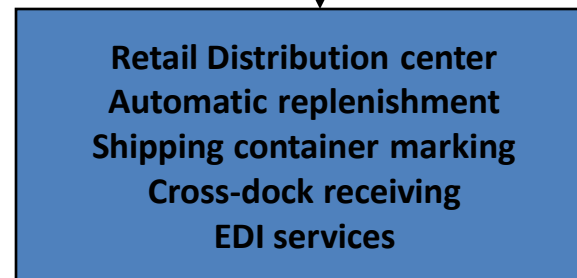 Retail Distribution center
Automatic replenishment
Shipping container marking
Cross-dock receiving
EDI services